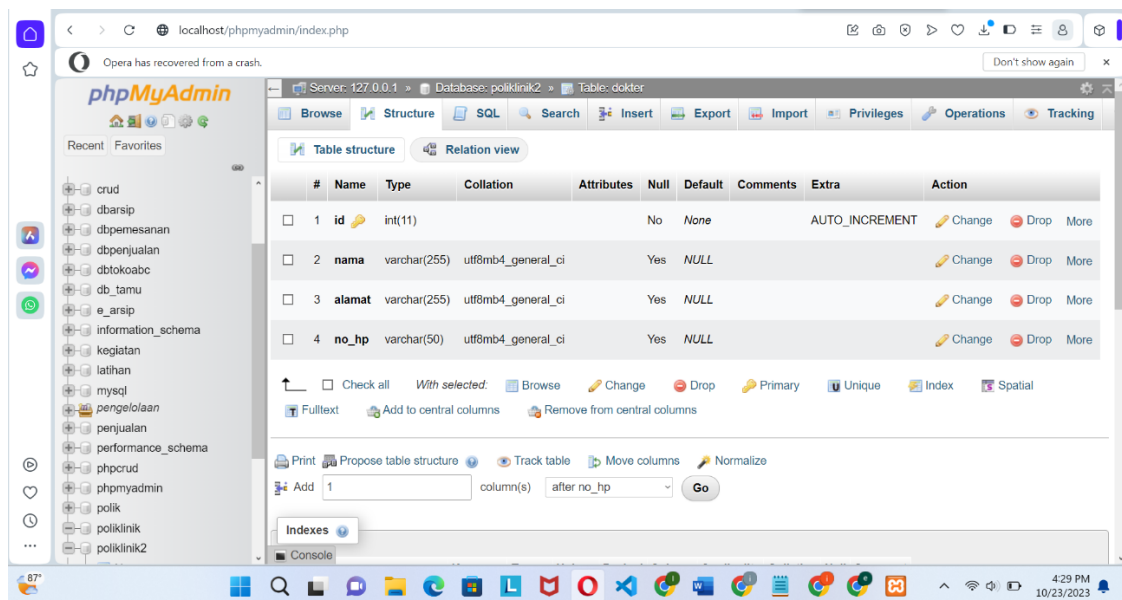 localhost/phpmyadmin/index.php
Opera has recovered from a crash.
Don't show again
phpMyAdmin
Recent Favorites
crud
dbarsip
dbpemesanan
dbpenjualan
dbtokoabc
db_tamu
e_arsip
information_schema
kegiatan
latihan
mysql
pengelolaan
penjualan
performance_schema
phpcrud
phpmyadmin
polik
poliklinik
poliklinik2
Server: 127.0.0.1 » Database: poliklinik2 » Table: dokter
Browse Structure SQL Search Insert Export Import Privileges Operations Tracking
Table structure Relation view
# Name Type Collation Attributes Null Default Comments Extra Action
1 id int(11) No None AUTO_INCREMENT Change Drop More
2 nama varchar(255) utf8mb4_general_ci Yes NULL Change Drop More
3 alamat varchar(255) utf8mb4_general_ci Yes NULL Change Drop More
4 no_hp varchar(50) utf8mb4_general_ci Yes NULL Change Drop More
Check all With selected: Browse Change Drop Primary Unique Index Spatial
Fulltext Add to central columns Remove from central columns
Print Propose table structure Track table Move columns Normalize
Add 1 column(s) after no_hp Go
Indexes
Console
87°
4:29 PM
10/23/2023